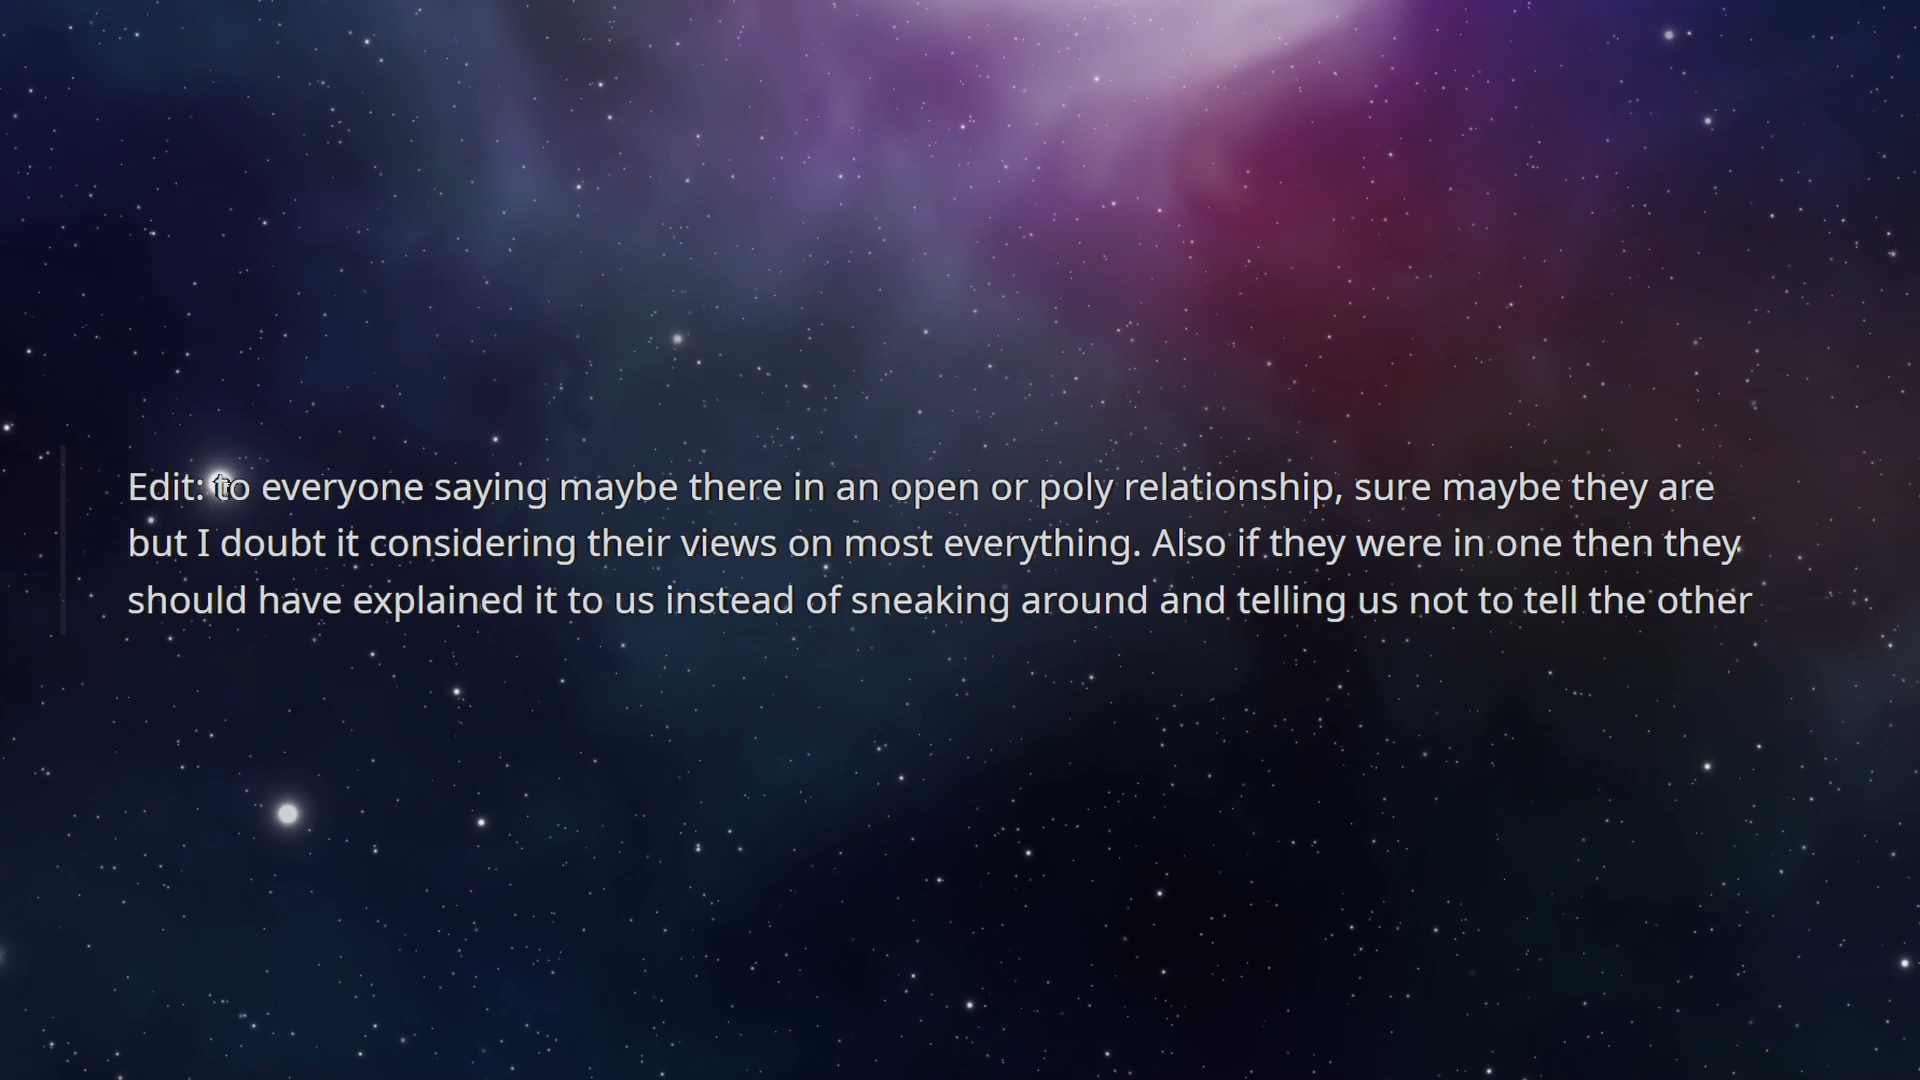 Edit: to everyone saying maybe there in an open or poly relationship, sure maybe they are
but I doubt it considering their views on most everything. Also if they were in one then they
should have explained it to us instead of sneaking around and telling us not to tell the other